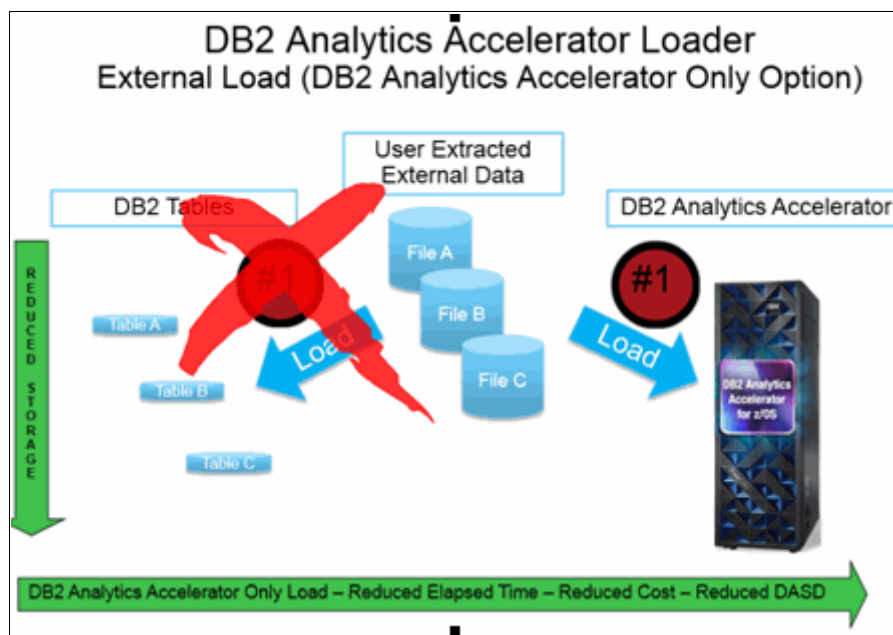 DB2 Analytics Accelerator Loader
External Load (DB2 Analytics Accelerator Only Option)
User Extracted
External Data
DB2 Tables
DB2 Analytics Accelerator
#1
#1
File A
File B
File C
Load
Load
Table A
Table B
Table C
REDUCED STORAGE
DB2 Analytics
Accelerator
for z/OS
DB2 Analytics Accelerator Only Load – Reduced Elapsed Time – Reduced Cost – Reduced DASD